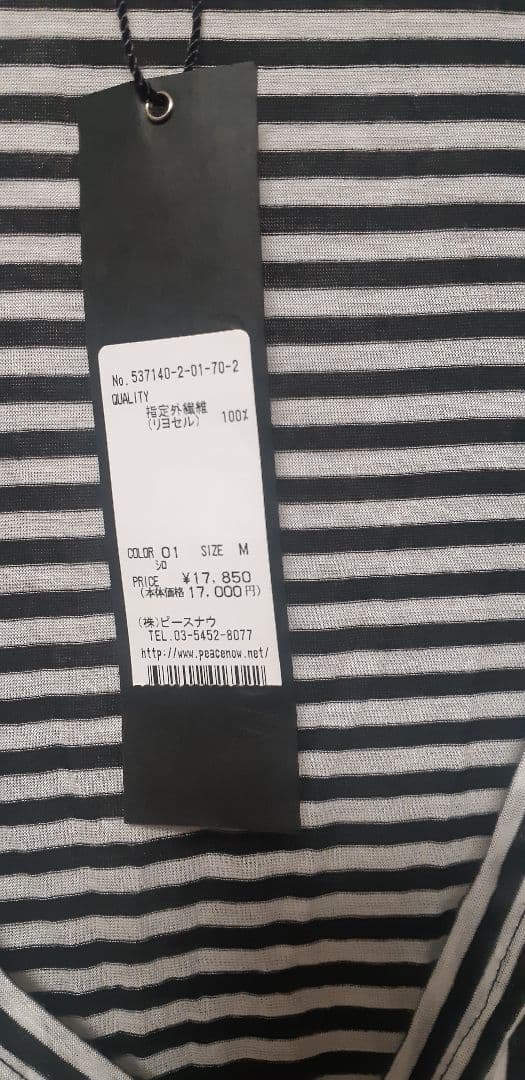 No.537140-2-01-70-2
QUALITY
指定外繊維
(リヨセル) 100%
COLOR 01 SIZE M
シロ
PRICE ¥17,850
(本体価格 17,000円)
(株)ピースナウ
TEL.03-5452-8077
http://www.peacenow.net/